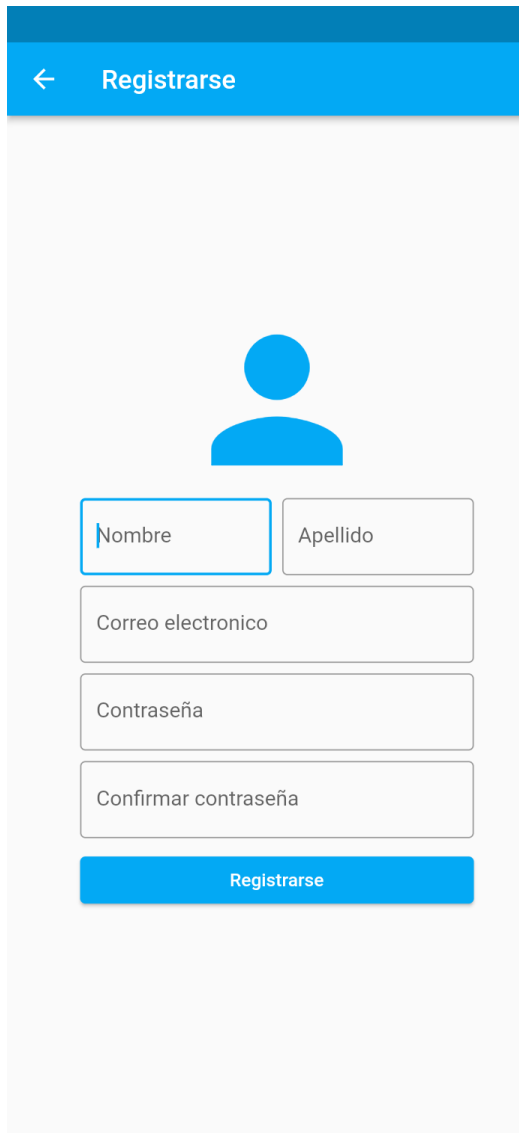 Registrarse
Nombre Apellido
Correo electronico
Contraseña
Confirmar contraseña
Registrarse